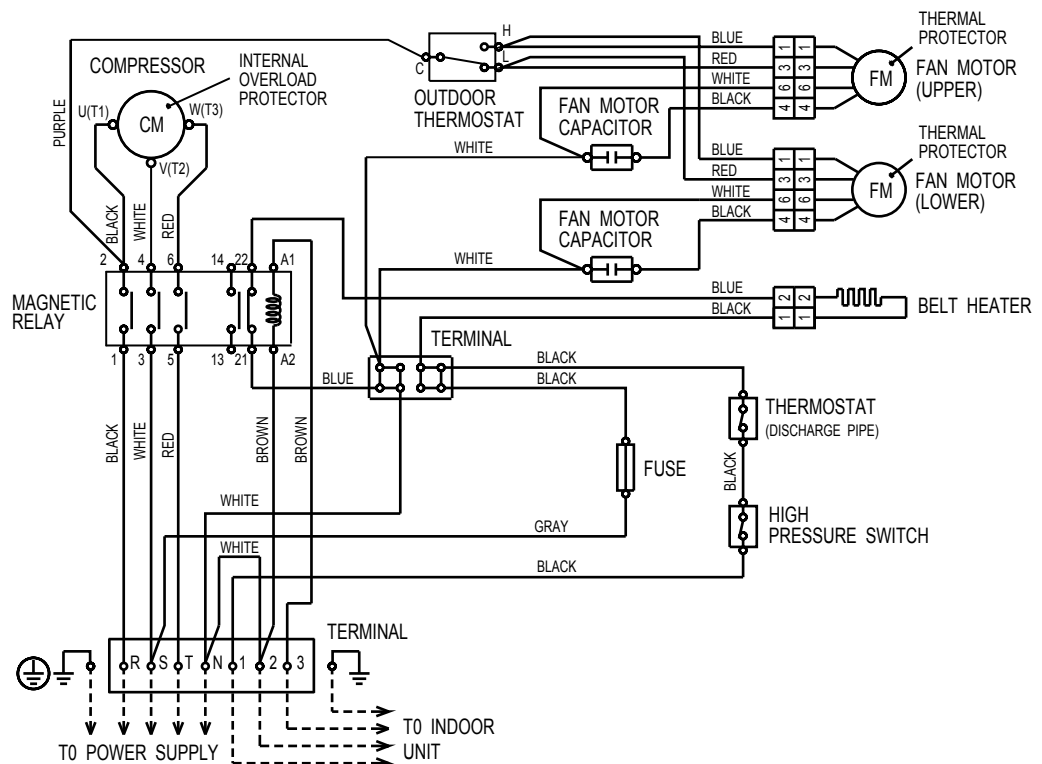 COMPRESSOR
INTERNAL
OVERLOAD
PROTECTOR
U(T1)
CM
W(T3)
V(T2)
PURPLE
BLACK
WHITE
RED
C
H
L
OUTDOOR
THERMOSTAT
BLUE
RED
WHITE
BLACK
1 1
3 3
6 6
4 4
FM
THERMAL
PROTECTOR
FAN MOTOR
(UPPER)
FAN MOTOR
CAPACITOR
WHITE
BLUE
RED
WHITE
BLACK
1 1
3 3
6 6
4 4
FM
THERMAL
PROTECTOR
FAN MOTOR
(LOWER)
FAN MOTOR
CAPACITOR
WHITE
2 4 6 14 22 A1
MAGNETIC
RELAY
1 3 5 13 21 A2
BLUE
BLACK
2 2
1 1
BELT HEATER
TERMINAL
BLUE
BLACK
BLACK
THERMOSTAT
(DISCHARGE PIPE)
BLACK
FUSE
HIGH
PRESSURE SWITCH
BLACK
WHITE
RED
BROWN
BROWN
WHITE
GRAY
WHITE
BLACK
TERMINAL
R S T N 1 2 3
T0 POWER SUPPLY
T0 INDOOR
UNIT